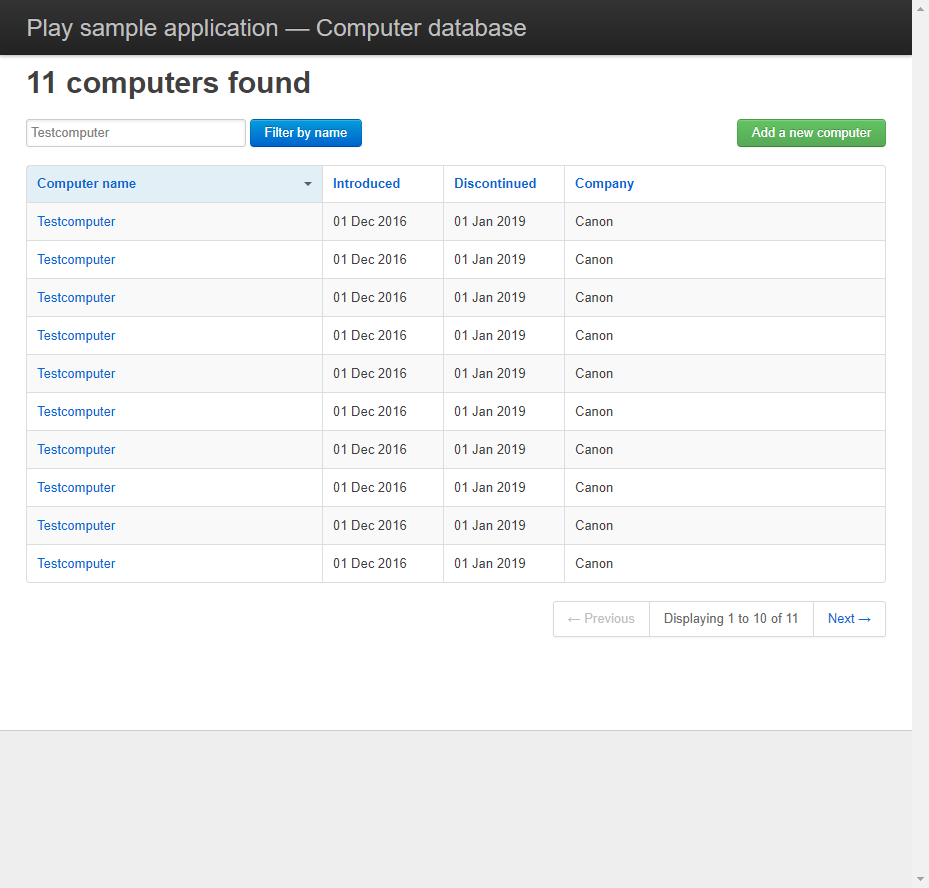 Play sample application — Computer database
11 computers found
Testcomputer Filter by name Add a new computer
Computer name Introduced Discontinued Company
Testcomputer 01 Dec 2016 01 Jan 2019 Canon
Testcomputer 01 Dec 2016 01 Jan 2019 Canon
Testcomputer 01 Dec 2016 01 Jan 2019 Canon
Testcomputer 01 Dec 2016 01 Jan 2019 Canon
Testcomputer 01 Dec 2016 01 Jan 2019 Canon
Testcomputer 01 Dec 2016 01 Jan 2019 Canon
Testcomputer 01 Dec 2016 01 Jan 2019 Canon
Testcomputer 01 Dec 2016 01 Jan 2019 Canon
Testcomputer 01 Dec 2016 01 Jan 2019 Canon
Testcomputer 01 Dec 2016 01 Jan 2019 Canon
← Previous Displaying 1 to 10 of 11 Next →